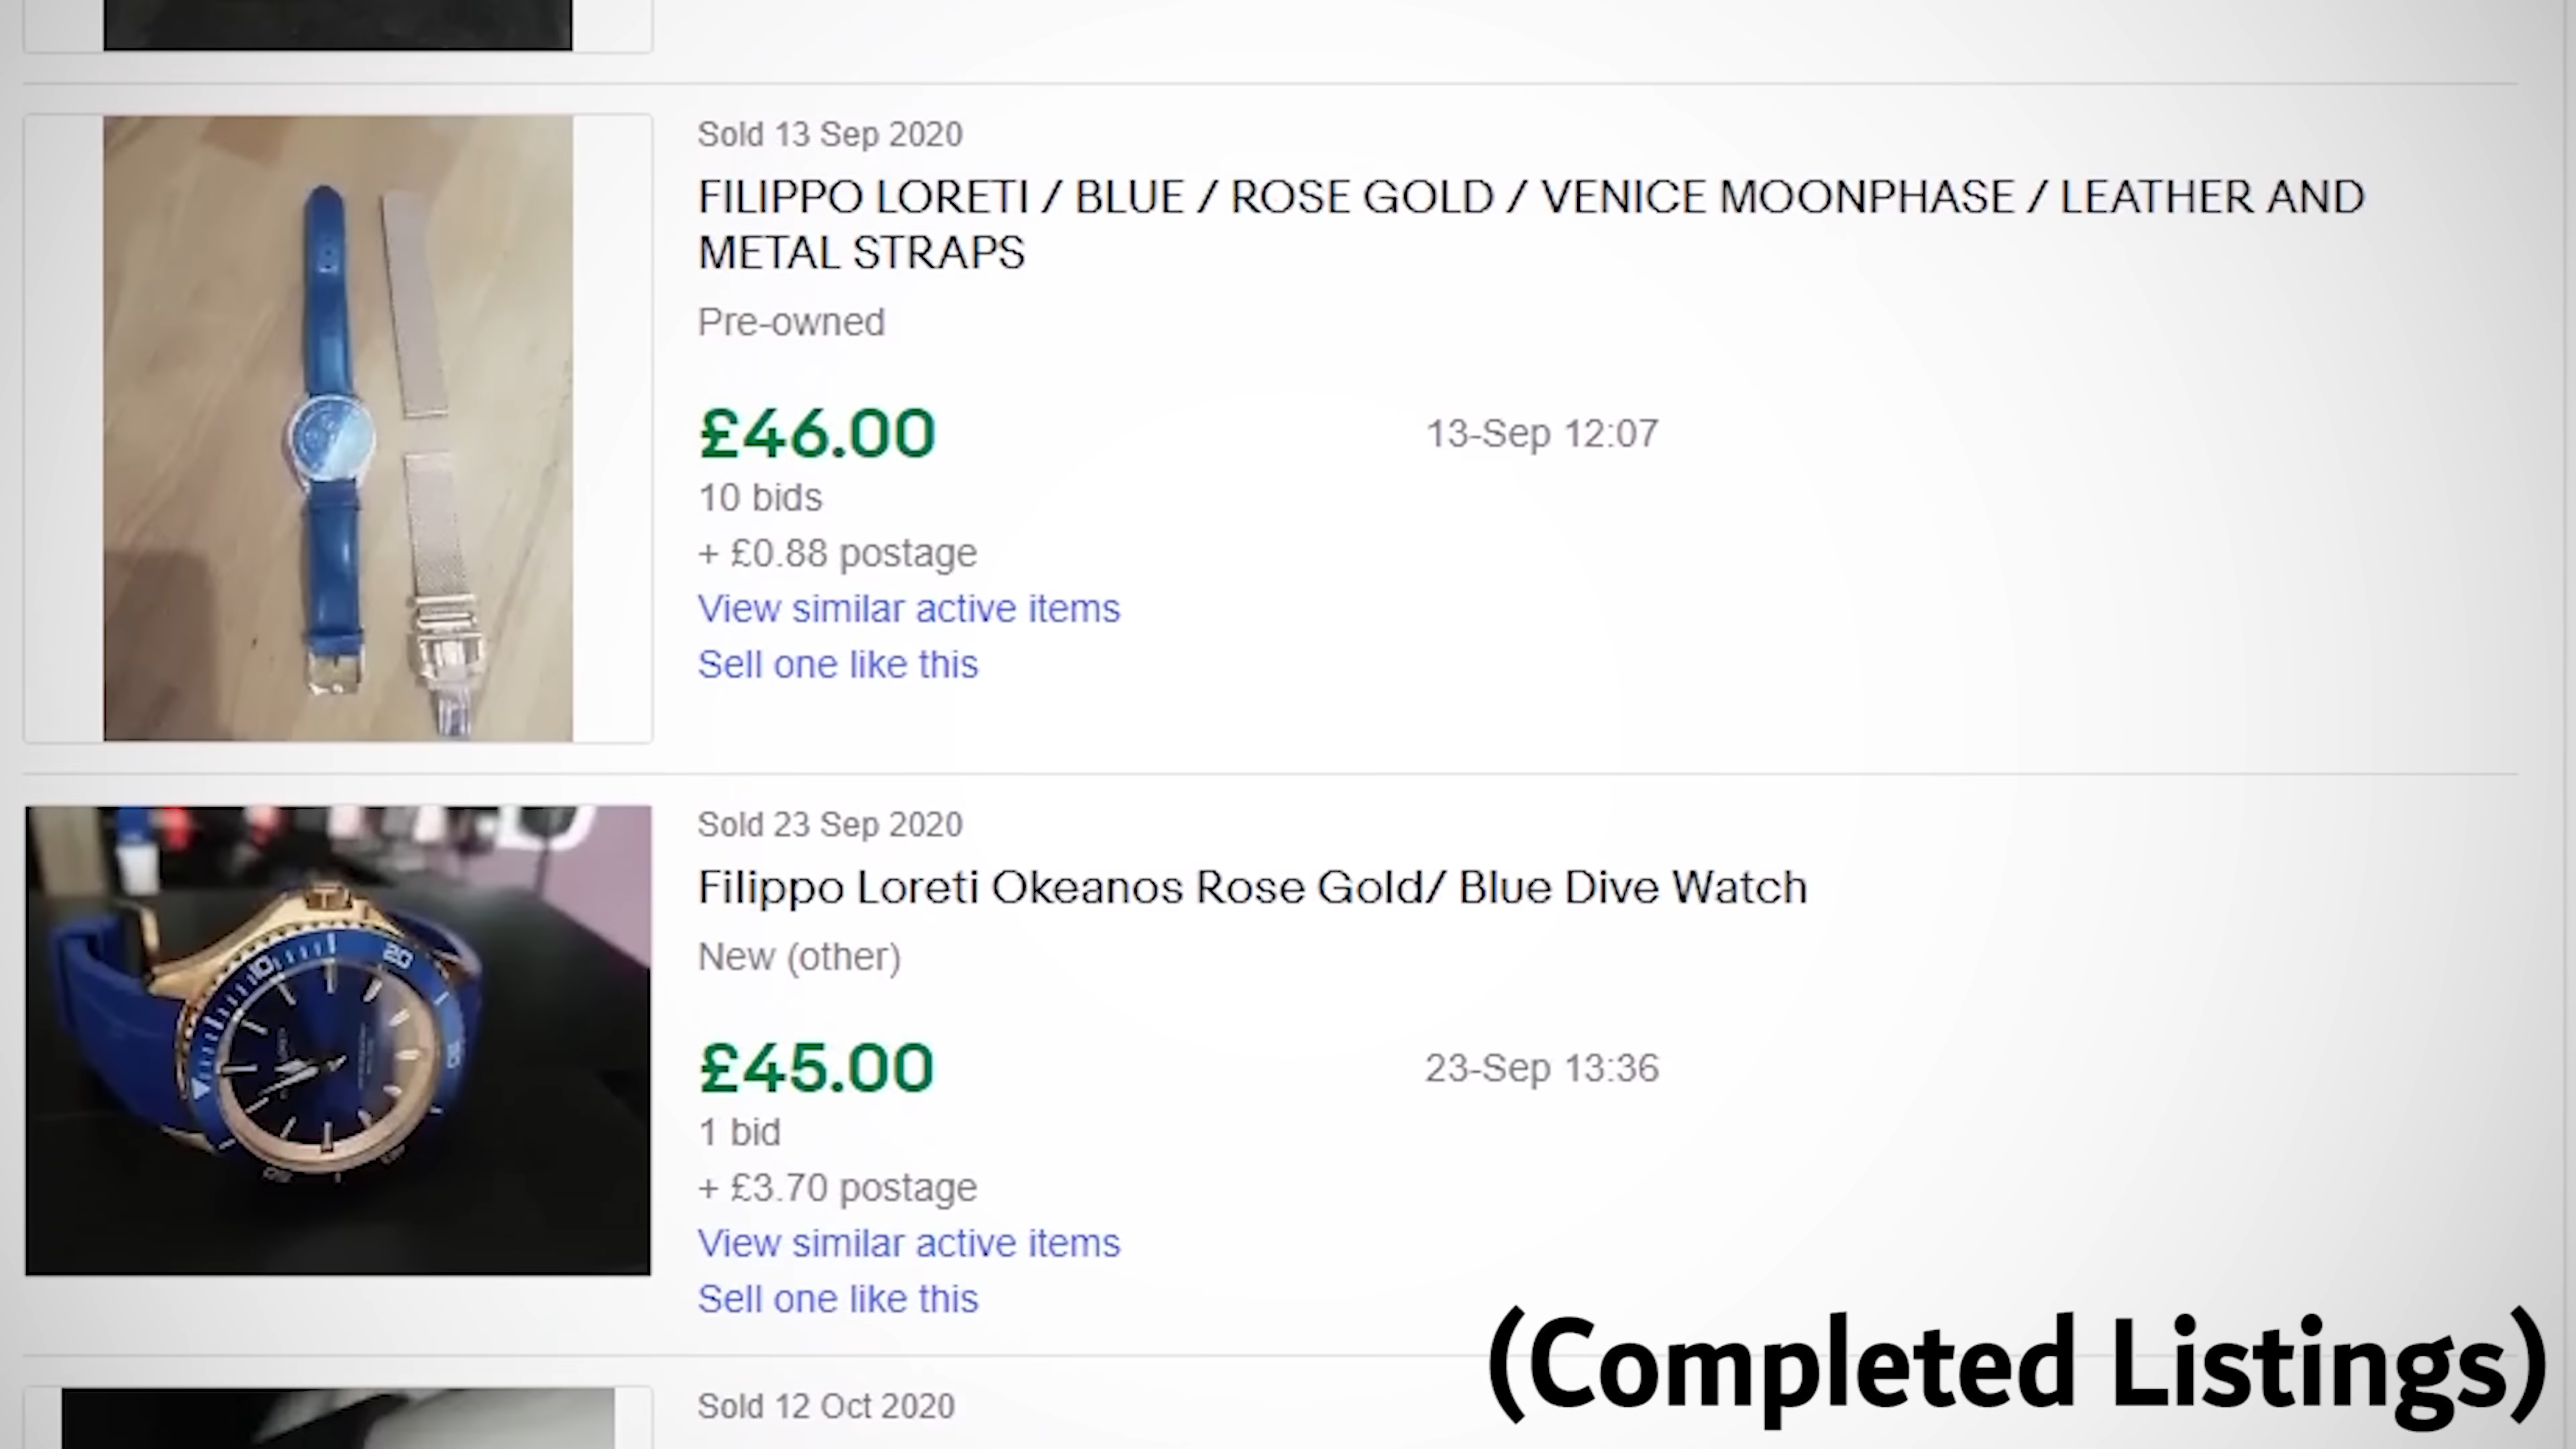 Sold 13 Sep 2020
FILIPPO LORETI / BLUE / ROSE GOLD / VENICE MOONPHASE / LEATHER AND
METAL STRAPS
Pre-owned
£46.00
13-Sep 12:07
10 bids
+ £0.88 postage
View similar active items
Sell one like this
Sold 23 Sep 2020
Filippo Loreti Okeanos Rose Gold/ Blue Dive Watch
New (other)
£45.00
23-Sep 13:36
1 bid
+ £3.70 postage
View similar active items
Sell one like this
10
20
(Completed Listings)
Sold 12 Oct 2020